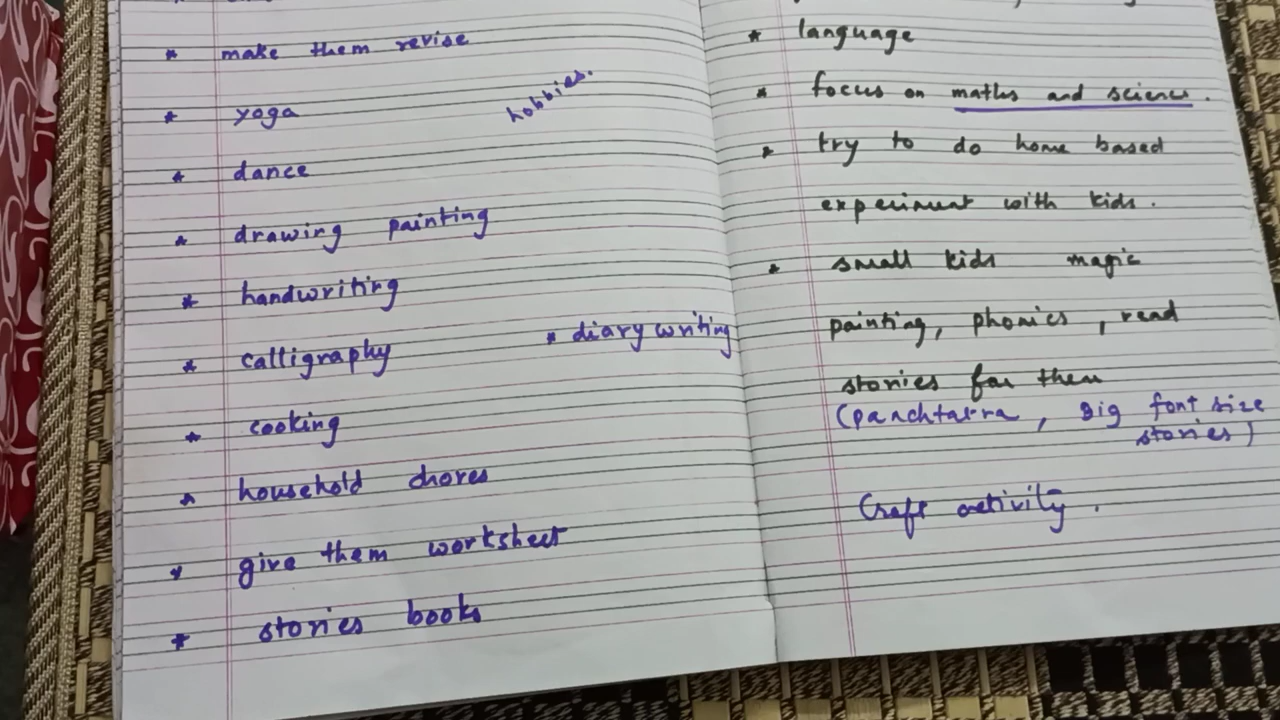 * make them revise
* yoga
hobbies.
* dance
* drawing painting
* handwriting
* calligraphy
* diary writing
* cooking
* household chores
* give them worksheet
* stories books
* language
* focus on maths and science.
* try to do home based
experiment with kids.
* small kids magic
painting, phonics, read
stories for them
(panchtatra, big font size
stories)
Craft activity.